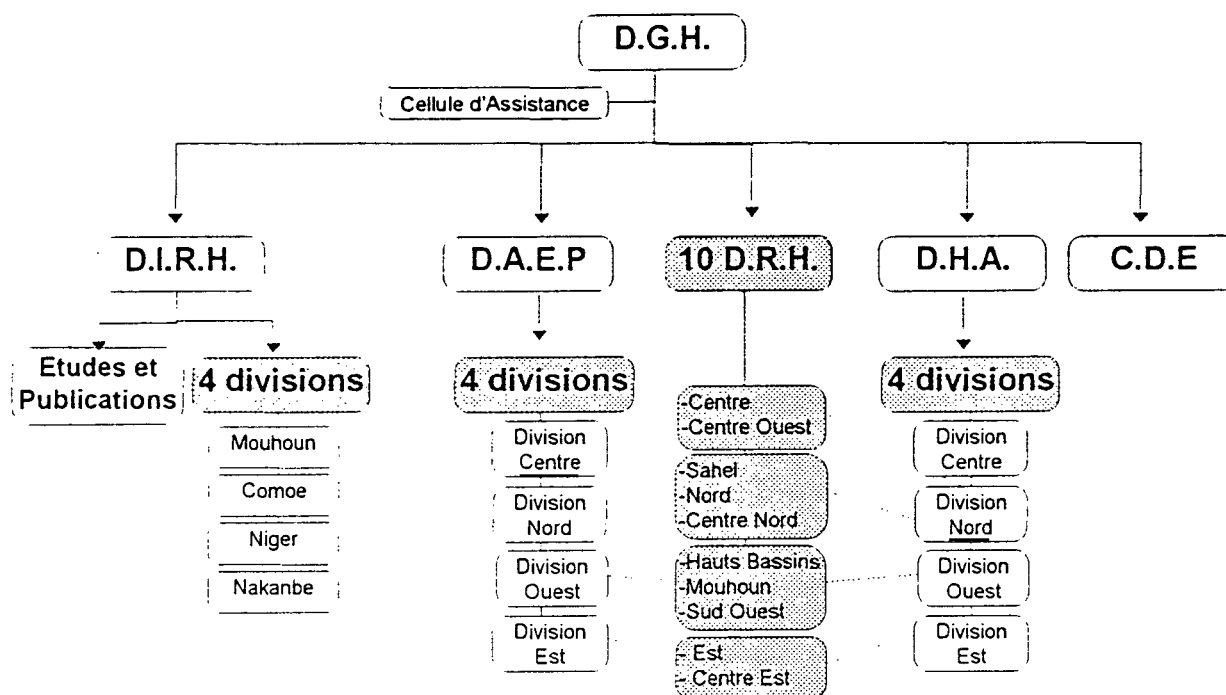 D.G.H.
Cellule d'Assistance
D.I.R.H.
D.A.E.P
10 D.R.H.
D.H.A.
C.D.E
Etudes et
Publications
4 divisions
Mouhoun
Comoe
Niger
Nakanbe
4 divisions
Division
Centre
Division
Nord
Division
Ouest
Division
Est
-Centre
-Centre Ouest
-Sahel
-Nord
-Centre Nord
-Hauts Bassins
-Mouhoun
-Sud Ouest
- Est
- Centre Est
4 divisions
Division
Centre
Division
Nord
Division
Ouest
Division
Est